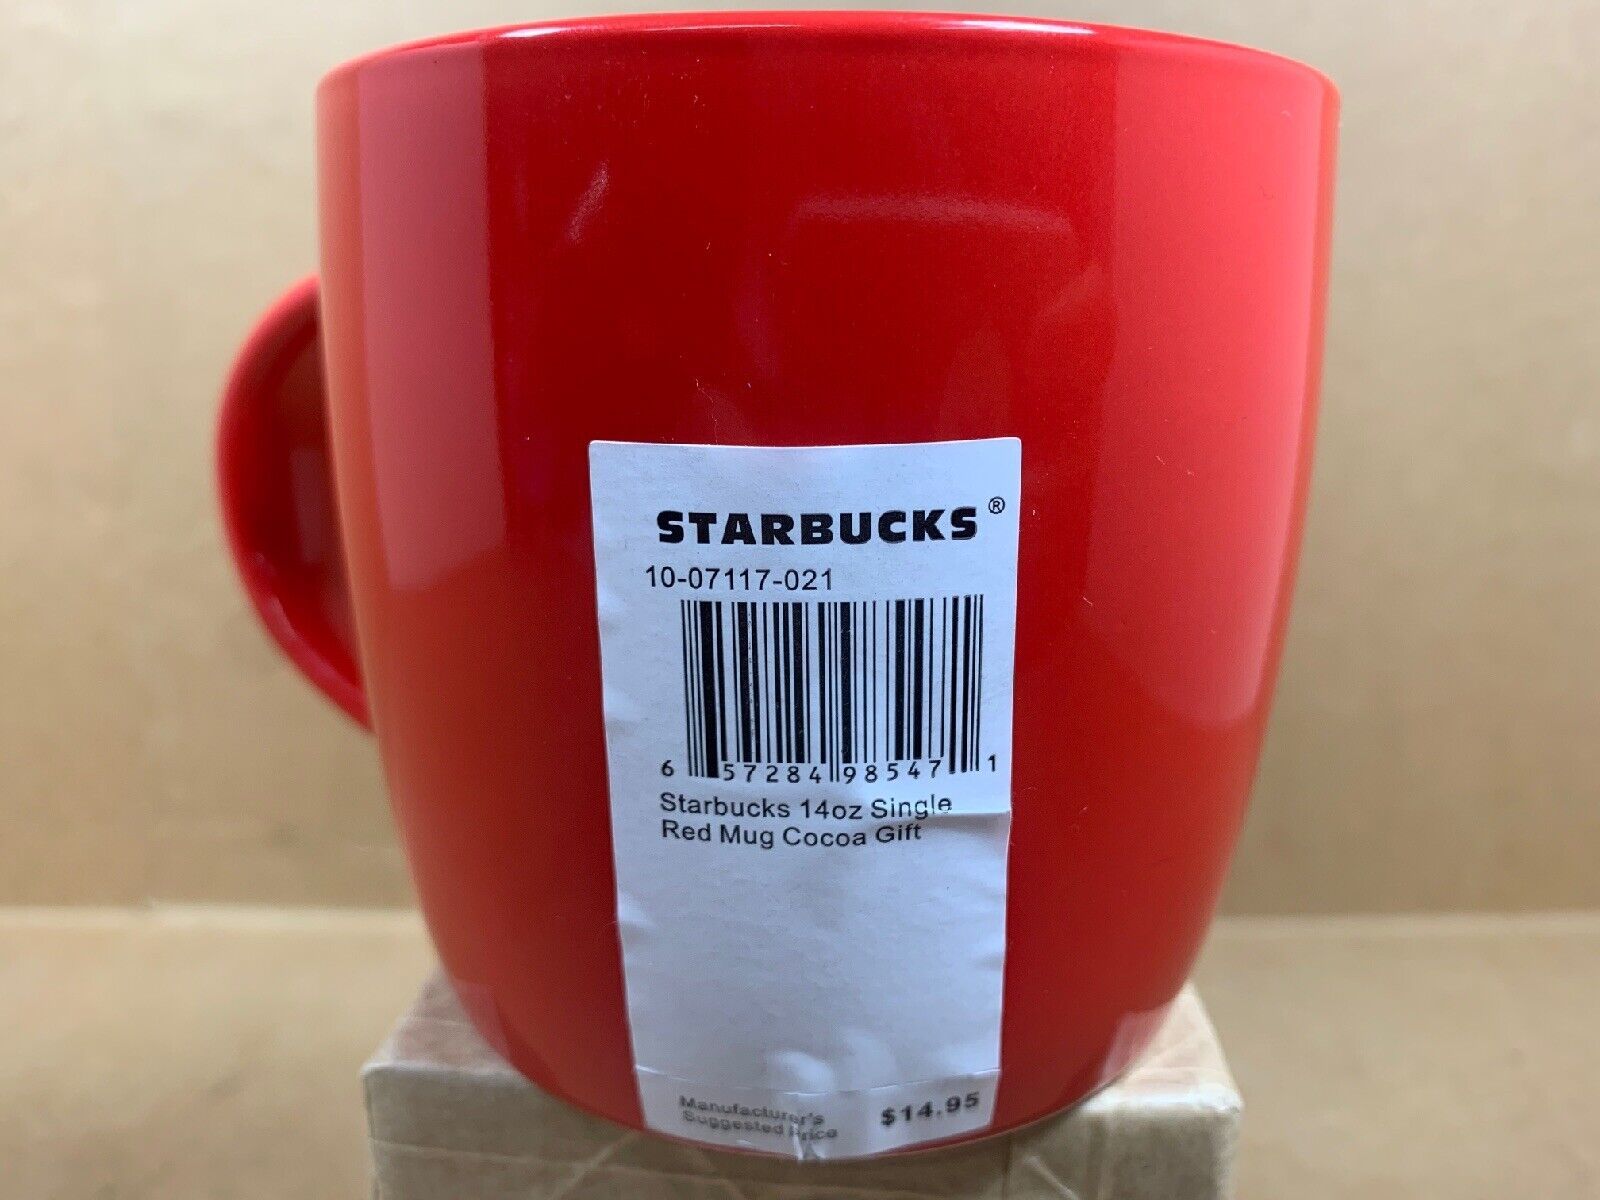 STARBUCKS®
10-07117-021
6 57284 98547 1
Starbucks 14oz Single
Red Mug Cocoa Gift
Manufacturer's
Suggested Price $14.95